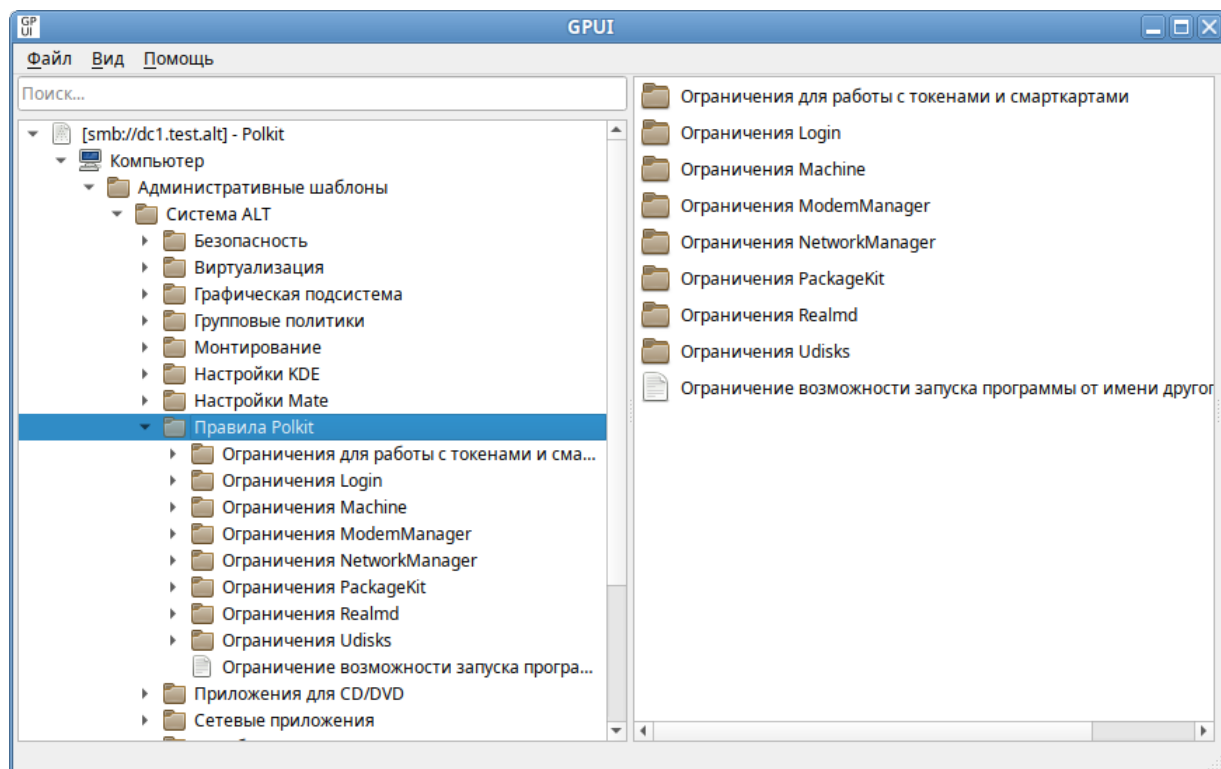 GP
UI
GPUI
Файл Вид Помощь
Поиск...
[smb://dc1.test.alt] - Polkit
Компьютер
Административные шаблоны
Система ALT
Безопасность
Виртуализация
Графическая подсистема
Групповые политики
Монтирование
Настройки KDE
Настройки Mate
Правила Polkit
Ограничения для работы с токенами и сма...
Ограничения Login
Ограничения Machine
Ограничения ModemManager
Ограничения NetworkManager
Ограничения PackageKit
Ограничения Realmd
Ограничения Udisks
Ограничение возможности запуска програ...
Приложения для CD/DVD
Сетевые приложения
Ограничения для работы с токенами и смарткартами
Ограничения Login
Ограничения Machine
Ограничения ModemManager
Ограничения NetworkManager
Ограничения PackageKit
Ограничения Realmd
Ограничения Udisks
Ограничение возможности запуска программы от имени другог